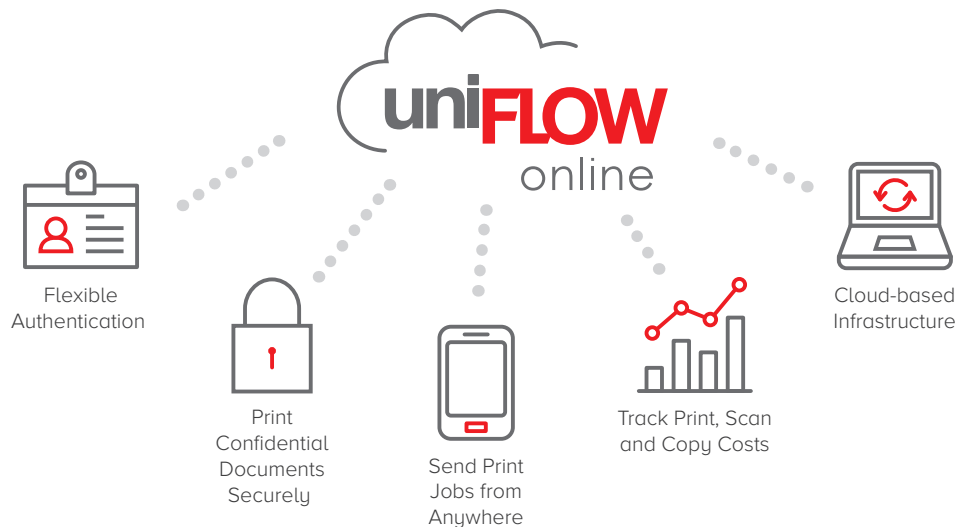 uniFLOW
online
Flexible
Authentication
Print
Confidential
Documents
Securely
Send Print
Jobs from
Anywhere
Track Print, Scan
and Copy Costs
Cloud-based
Infrastructure